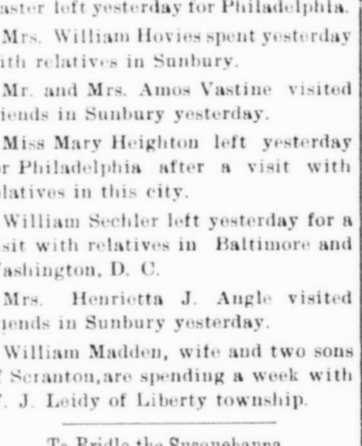 aster left yesterday for Philadelphia.
Mrs. William Hovies spent yesterday
ith relatives in Sunbury.
Mr. and Mrs. Amos Vastine visited
iends in Sunbury yesterday.
Miss Mary Heighton left yesterday
r Philadelphia after a visit with
latives in this city.
William Sechler left yesterday for a
sit with relatives in Baltimore and
ashington, D. C.
Mrs. Henrietta J. Angle visited
iends in Sunbury yesterday.
William Madden, wife and two sons
f Scranton,are spending a week with
. J. Leidy of Liberty township.
To Bridle the Susquehanna